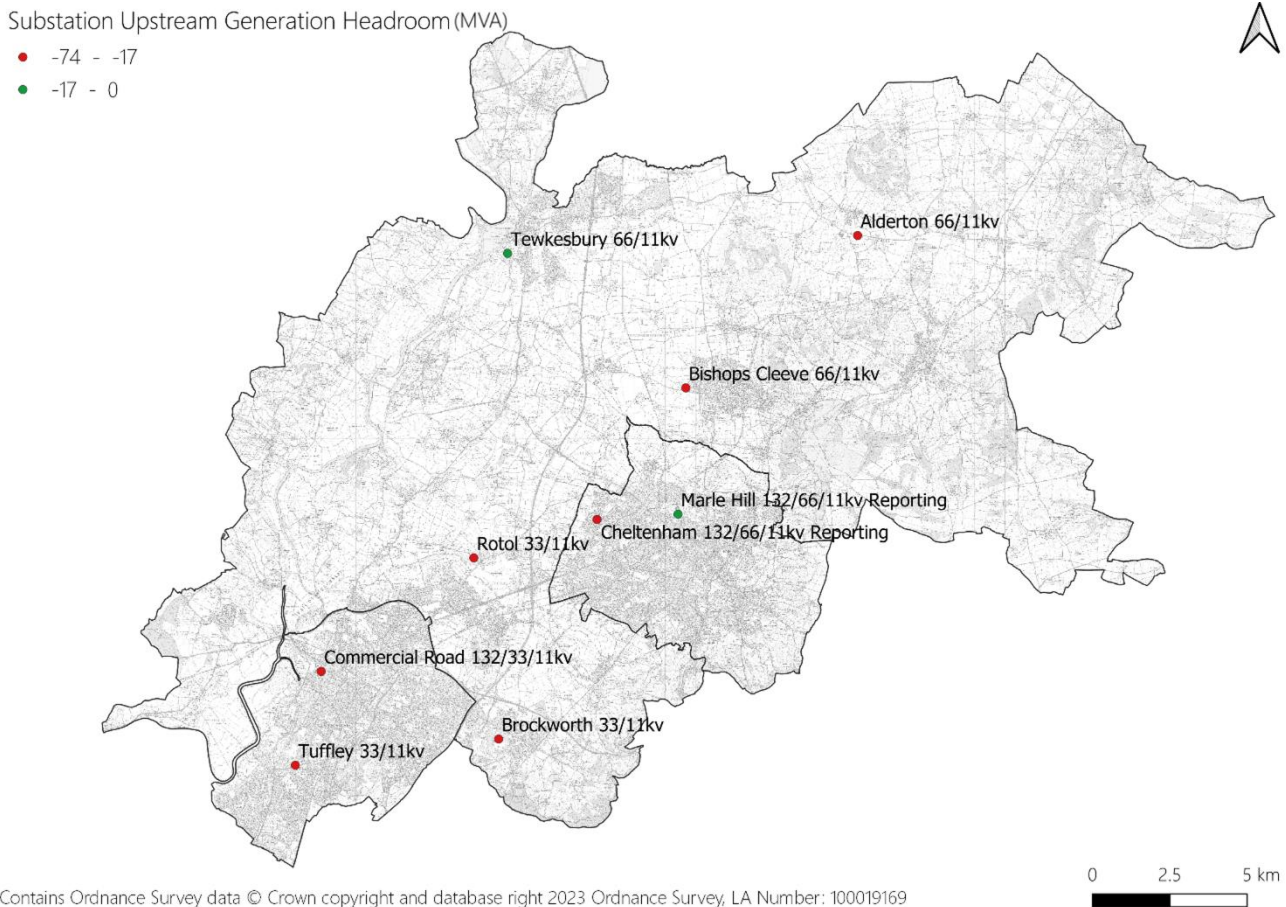 Substation Upstream Generation Headroom (MVA)
-74 - -17
-17 - 0
Alderton 66/11kv
Tewkesbury 66/11kv
Bishops Cleeve 66/11kv
Marle Hill 132/66/11kv Reporting
Cheltenham 132/66/11kv Reporting
Rotol 33/11kv
Commercial Road 132/33/11kv
Brockworth 33/11kv
Tuffley 33/11kv
0 2.5 5 km
Contains Ordnance Survey data © Crown copyright and database right 2023 Ordnance Survey, LA Number: 100019169